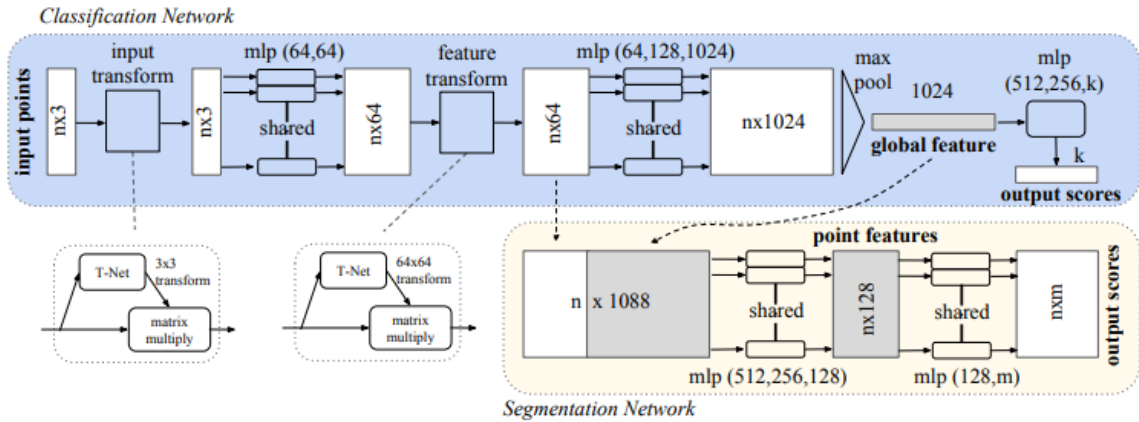 Classification Network
input points
nx3
input
transform
nx3
mlp (64,64)
shared
nx64
feature
transform
nx64
mlp (64,128,1024)
shared
nx1024
max
pool
1024
global feature
mlp
(512,256,k)
k
output scores
T-Net
3x3
transform
matrix
multiply
T-Net
64x64
transform
matrix
multiply
point features
n x 1088
shared
mlp (512,256,128)
nx128
shared
mlp (128,m)
nxm
output scores
Segmentation Network